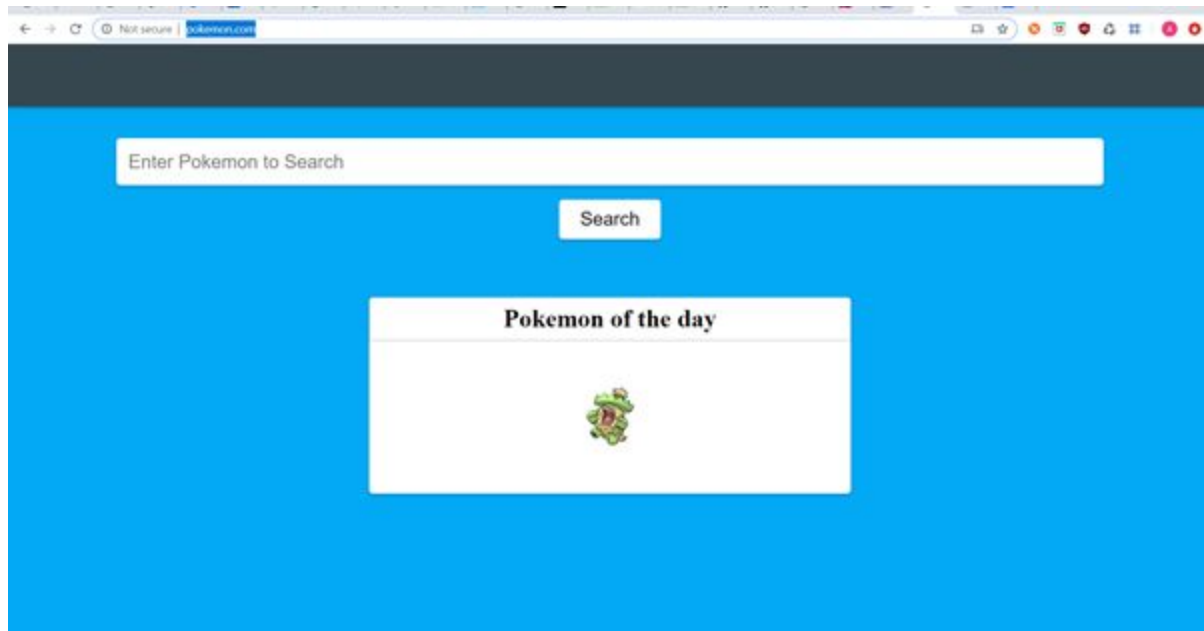 Not secure | pokemon.com
Enter Pokemon to Search
Search
Pokemon of the day